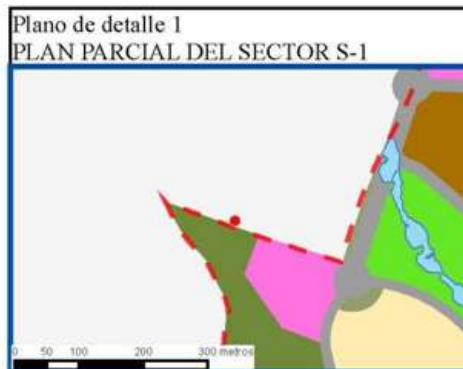 Plano de detalle 1
PLAN PARCIAL DEL SECTOR S-1
0 50 100 200 300 metros